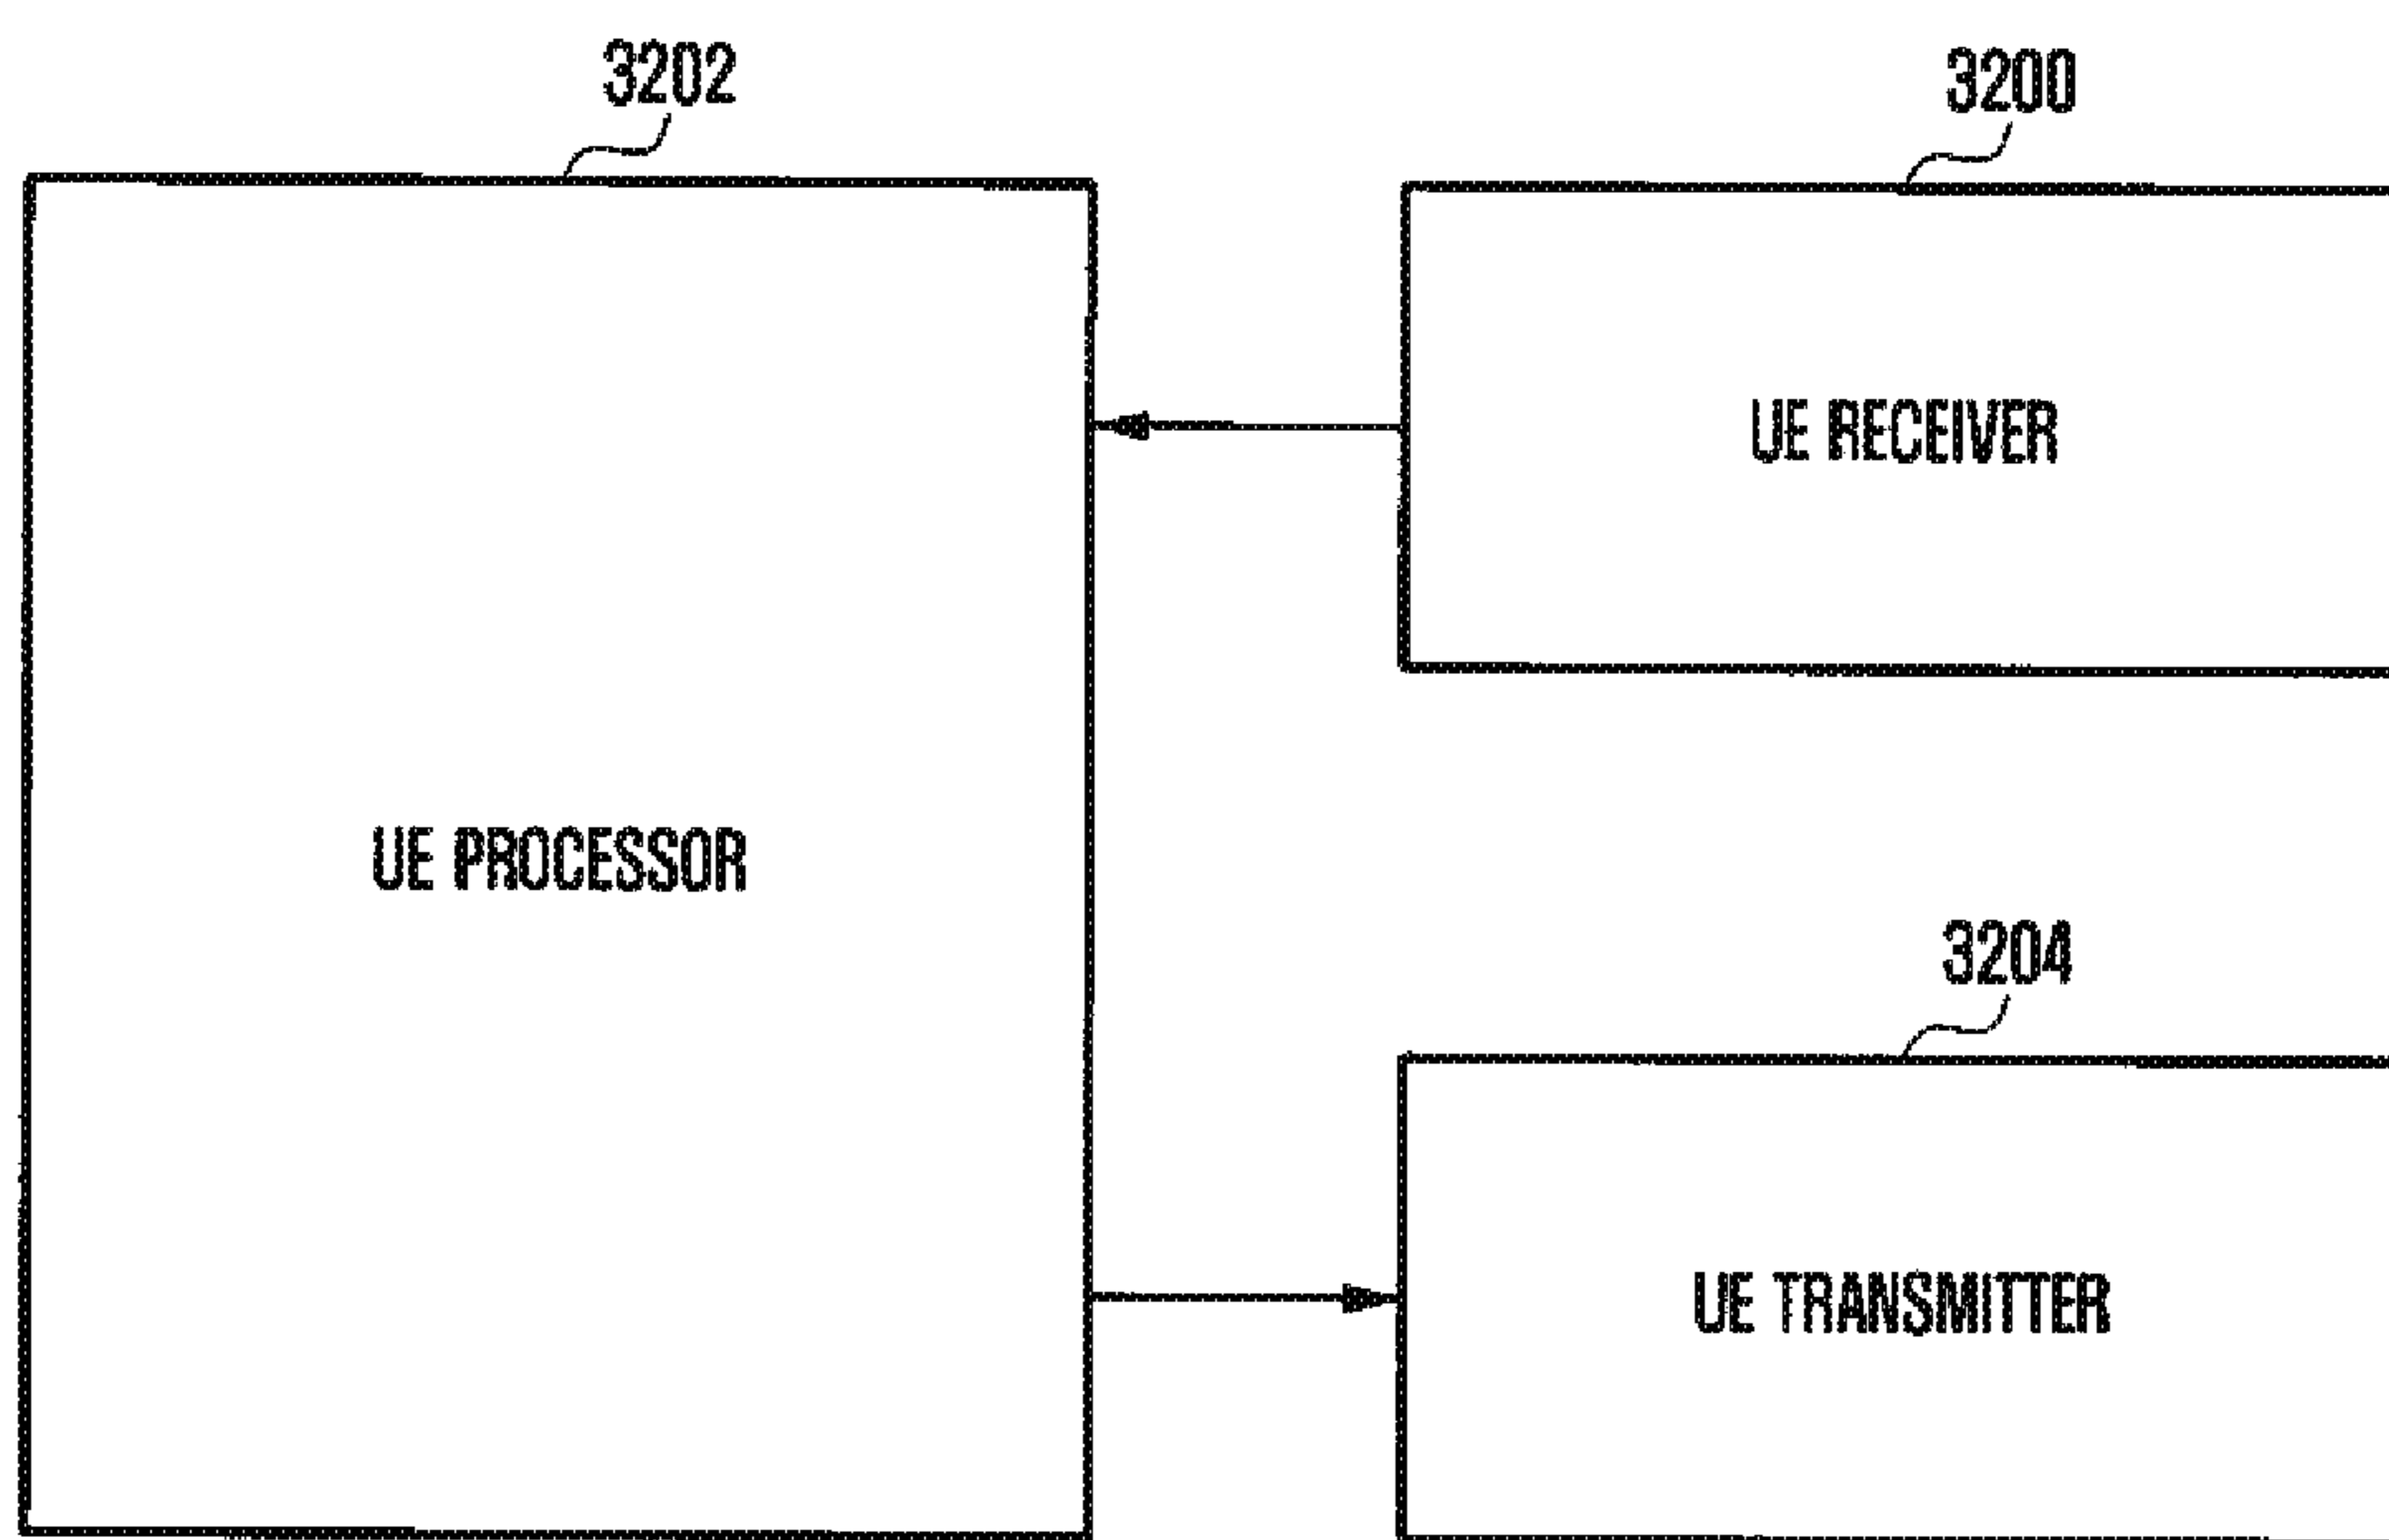 3202
3200
UE RECEIVER
UE PROCESSOR
3204
UE TRANSMITTER